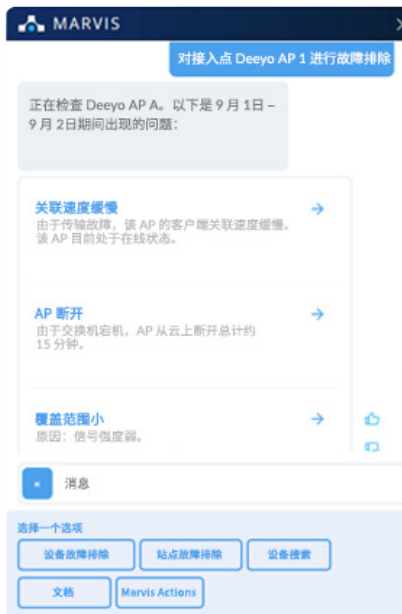 MARVIS
对接入点 Deeyo AP 1 进行故障排除
正在检查 Deeyo AP A。以下是 9 月 1日 –
9 月 2日期间出现的问题：
关联速度缓慢
由于传输故障，该 AP 的客户端关联速度缓慢。
该 AP 目前处于在线状态。
AP 断开
由于交换机宕机，AP 从云上断开总计约
15 分钟。
覆盖范围小
原因：信号强度弱。
消息
选择一个选项
设备故障排除
站点故障排除
设备搜索
文档
Marvis Actions